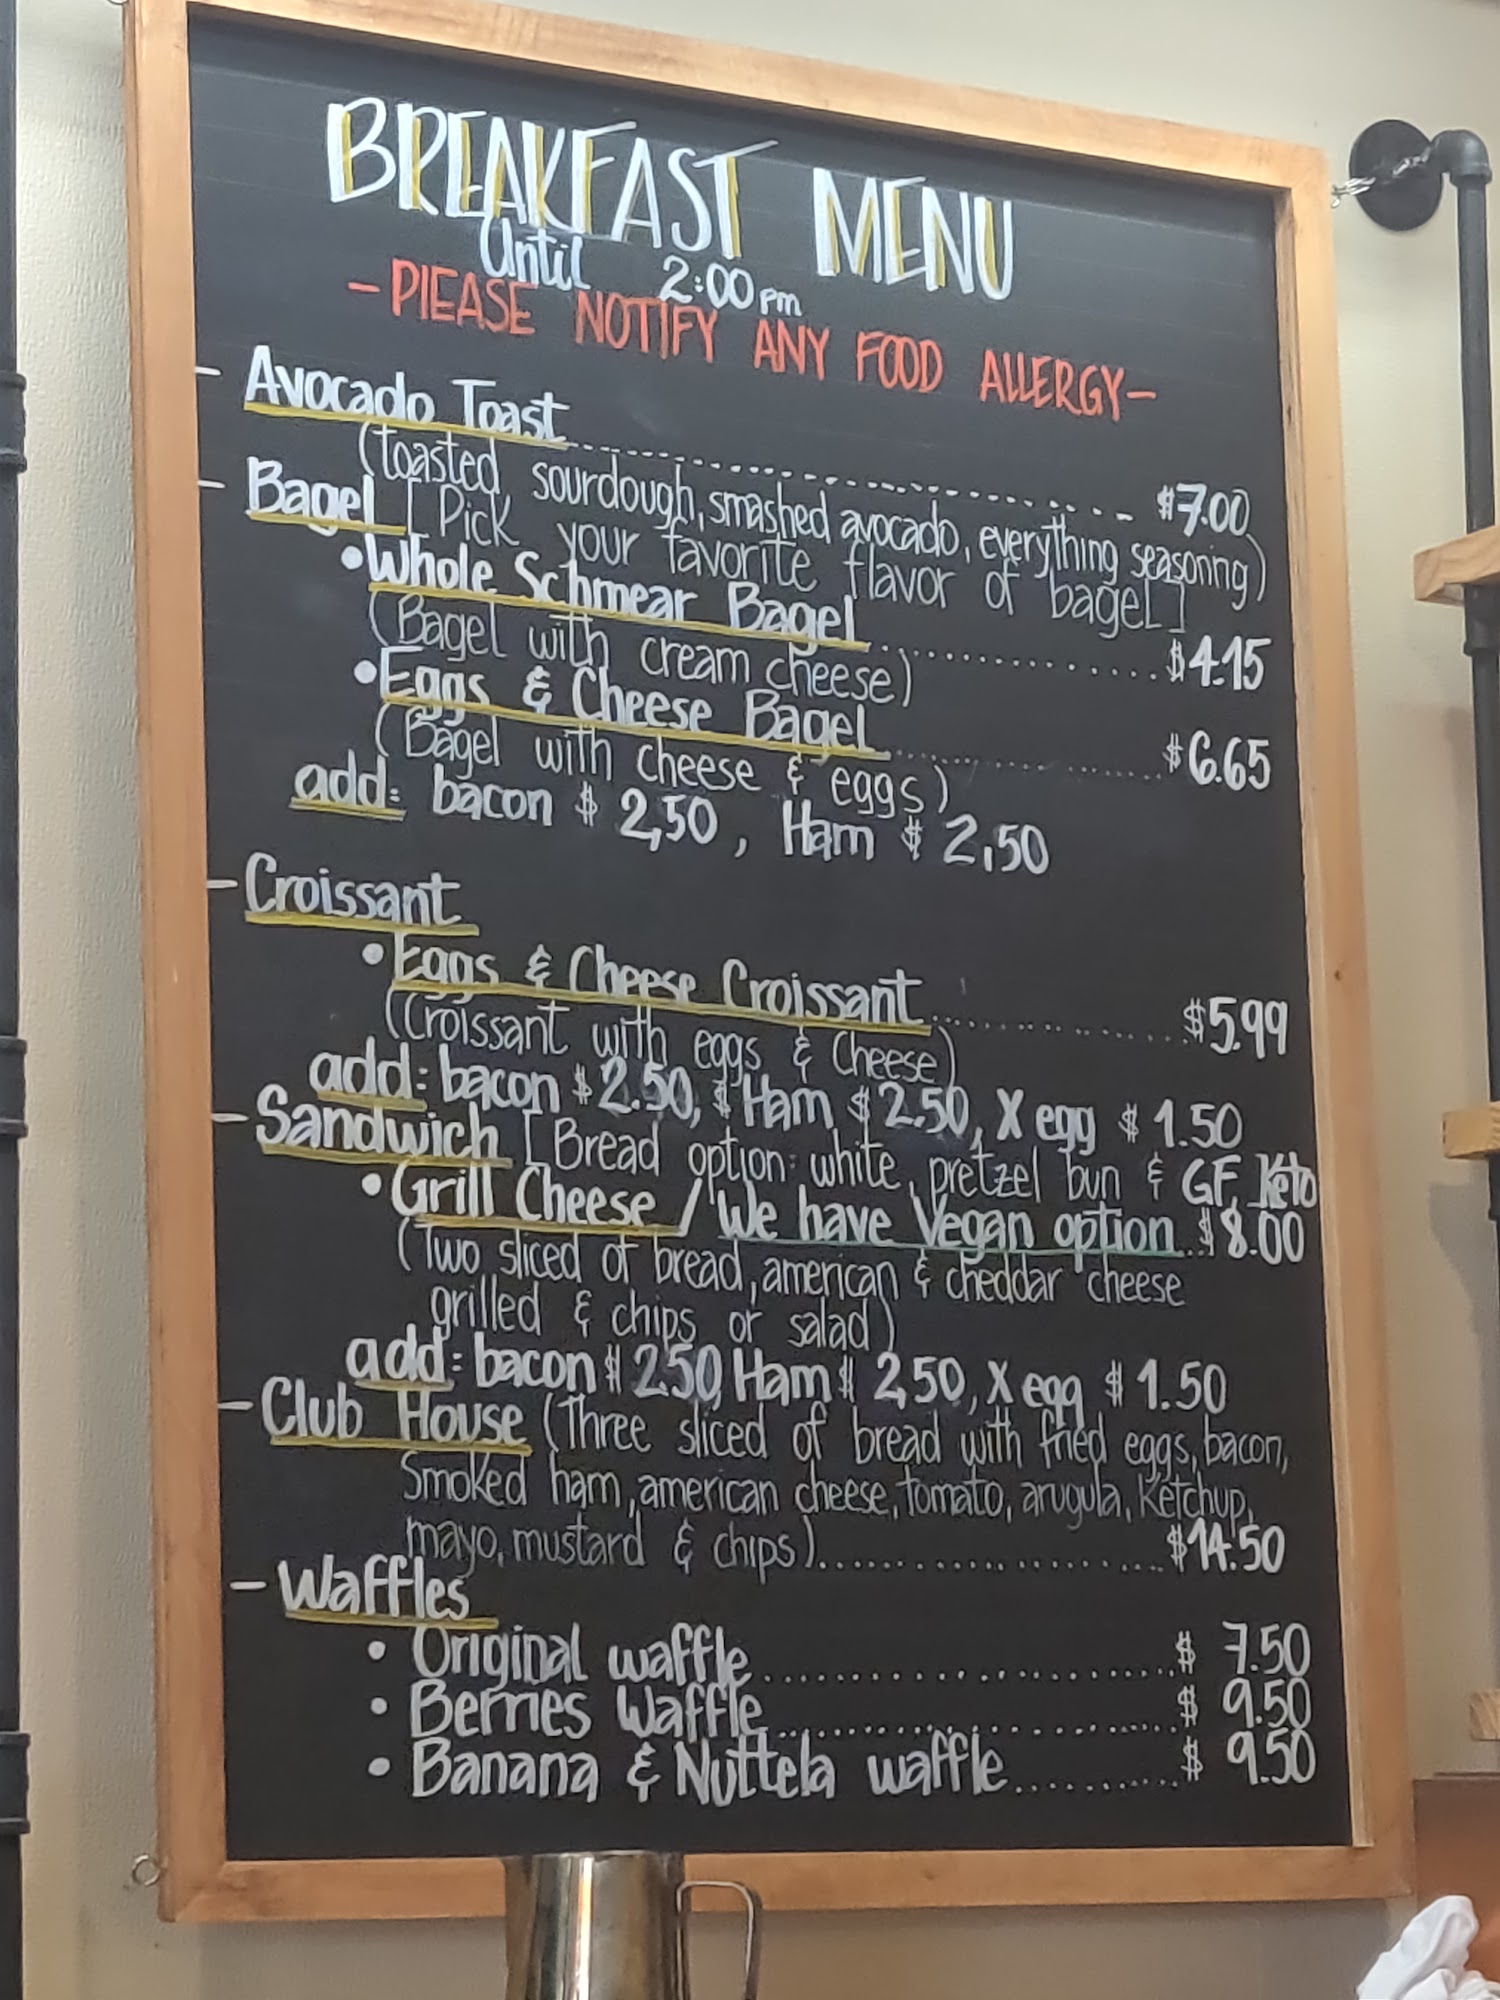 BREAKFAST MENU
Until 2:00 pm
- PlEASE NOTIFY ANY FOOD ALLERGY -
- Avocado Toast ........ $7.00
(toasted sourdough, smashed avocado, everything seasoning)
- Bagel [Pick your favorite flavor of bagel]
• Whole Schmear Bagel ........ $4.15
(Bagel with cream cheese)
• Eggs & Cheese Bagel ........ $6.65
(Bagel with cheese & eggs)
add: bacon $ 2,50, Ham $ 2,50
- Croissant
• Eggs & Cheese Croissant ........ $5.99
(Croissant with eggs & Cheese)
add: bacon $ 2.50, $ Ham $ 2.50, X egg $ 1.50
- Sandwich [Bread option: white, pretzel bun & GF, Keto
• Grill Cheese / We have Vegan option ... $8.00
(Two sliced of bread, american & cheddar cheese
grilled & chips or salad)
add: bacon $ 2.50, Ham $ 2,50, X egg $ 1.50
- Club House (Three sliced of bread with fried eggs, bacon,
Smoked ham, american cheese, tomato, arugula, Ketchup,
mayo, mustard & chips) ........ $14.50
- Waffles
• Original waffle ........ $ 7.50
• Berries Waffle ........ $ 9.50
• Banana & Nuttela waffle ........ $ 9.50